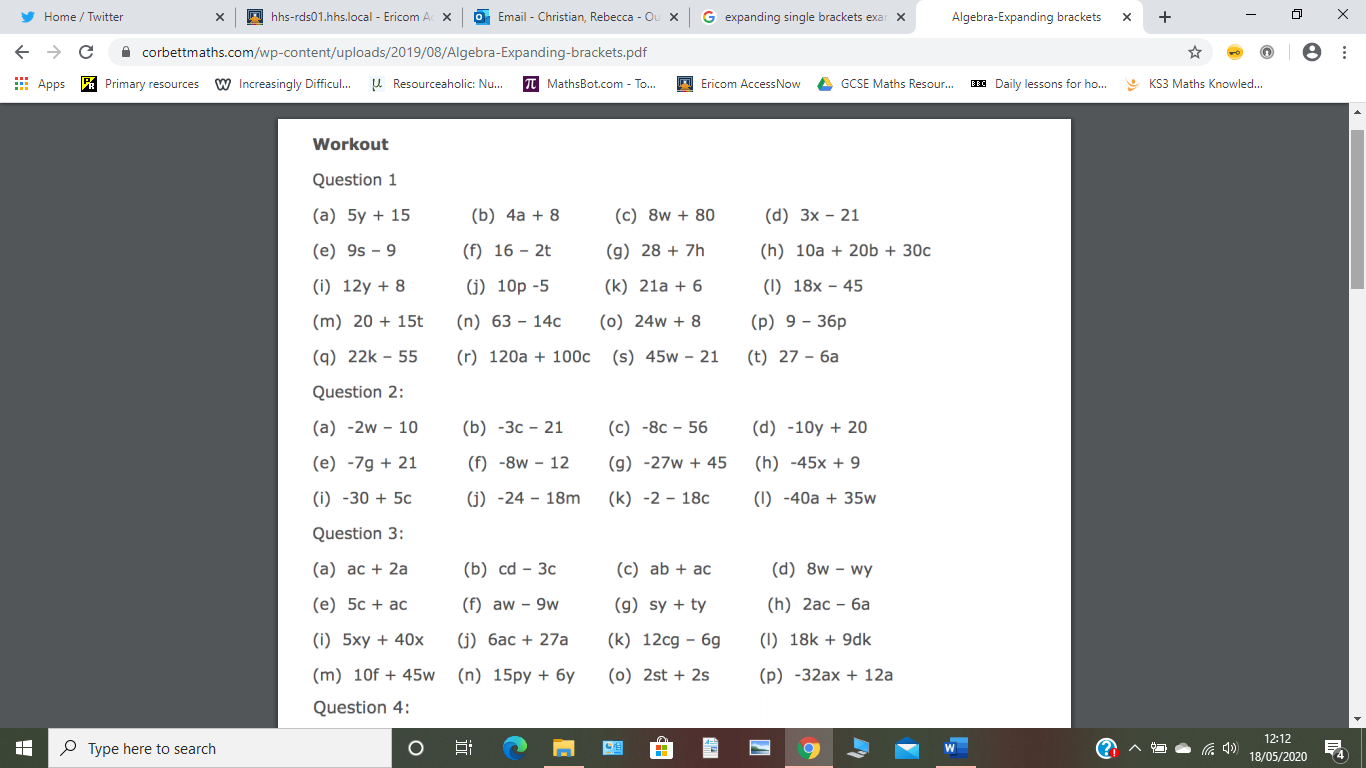 Home / Twitter
hhs-rds01.hhs.local - Ericom Ac
Email - Christian, Rebecca - Ou
expanding single brackets exar
Algebra-Expanding brackets
corbettmaths.com/wp-content/uploads/2019/08/Algebra-Expanding-brackets.pdf
Apps Primary resources Increasingly Difficul... Resourceaholic: Nu... MathsBot.com - To... Ericom AccessNow GCSE Maths Resour... BBC Daily lessons for ho... KS3 Maths Knowled...
Workout
Question 1
(a) 5y + 15 (b) 4a + 8 (c) 8w + 80 (d) 3x – 21
(e) 9s – 9 (f) 16 – 2t (g) 28 + 7h (h) 10a + 20b + 30c
(i) 12y + 8 (j) 10p -5 (k) 21a + 6 (l) 18x – 45
(m) 20 + 15t (n) 63 – 14c (o) 24w + 8 (p) 9 – 36p
(q) 22k – 55 (r) 120a + 100c (s) 45w – 21 (t) 27 – 6a
Question 2:
(a) -2w – 10 (b) -3c – 21 (c) -8c – 56 (d) -10y + 20
(e) -7g + 21 (f) -8w – 12 (g) -27w + 45 (h) -45x + 9
(i) -30 + 5c (j) -24 – 18m (k) -2 – 18c (l) -40a + 35w
Question 3:
(a) ac + 2a (b) cd – 3c (c) ab + ac (d) 8w – wy
(e) 5c + ac (f) aw – 9w (g) sy + ty (h) 2ac – 6a
(i) 5xy + 40x (j) 6ac + 27a (k) 12cg – 6g (l) 18k + 9dk
(m) 10f + 45w (n) 15py + 6y (o) 2st + 2s (p) -32ax + 12a
Question 4:
Type here to search
12:12
18/05/2020
4